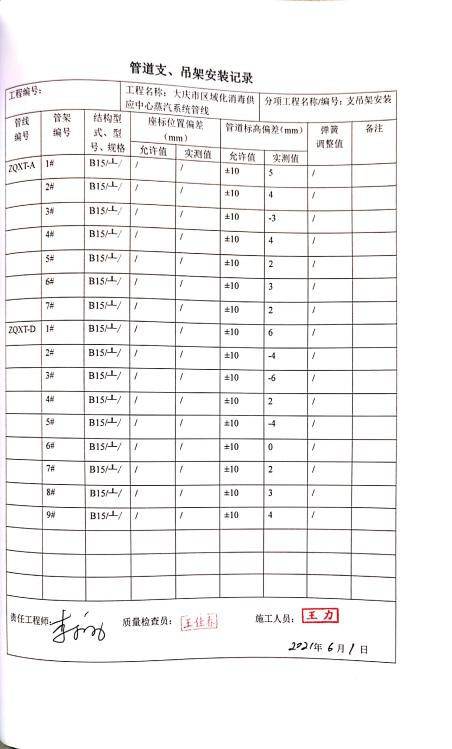 管道支、吊架安装记录
工程编号: 工程名称:大庆市区域化消毒供应中心蒸汽系统管线 分项工程名称/编号:支吊架安装
管线编号 管架编号 结构型式、型号、规格 座标位置偏差(mm) 管道标高偏差(mm) 弹簧调整值 备注
允许值 实测值 允许值 实测值
ZQXT-A 1# B15/┴/ / / ±10 5 /
2# B15/┴/ / / ±10 4 /
3# B15/┴/ / / ±10 -3 /
4# B15/┴/ / / ±10 4 /
5# B15/┴/ / / ±10 2 /
6# B15/┴/ / / ±10 3 /
7# B15/┴/ / / ±10 2 /
ZQXT-D 1# B15/┴/ / / ±10 6 /
2# B15/┴/ / / ±10 -4 /
3# B15/┴/ / / ±10 -6 /
4# B15/┴/ / / ±10 2 /
5# B15/┴/ / / ±10 -4 /
6# B15/┴/ / / ±10 0 /
7# B15/┴/ / / ±10 2 /
8# B15/┴/ / / ±10 3 /
9# B15/┴/ / / ±10 4 /
责任工程师: 质量检查员:王佳春 施工人员:王力
2021年6月1日